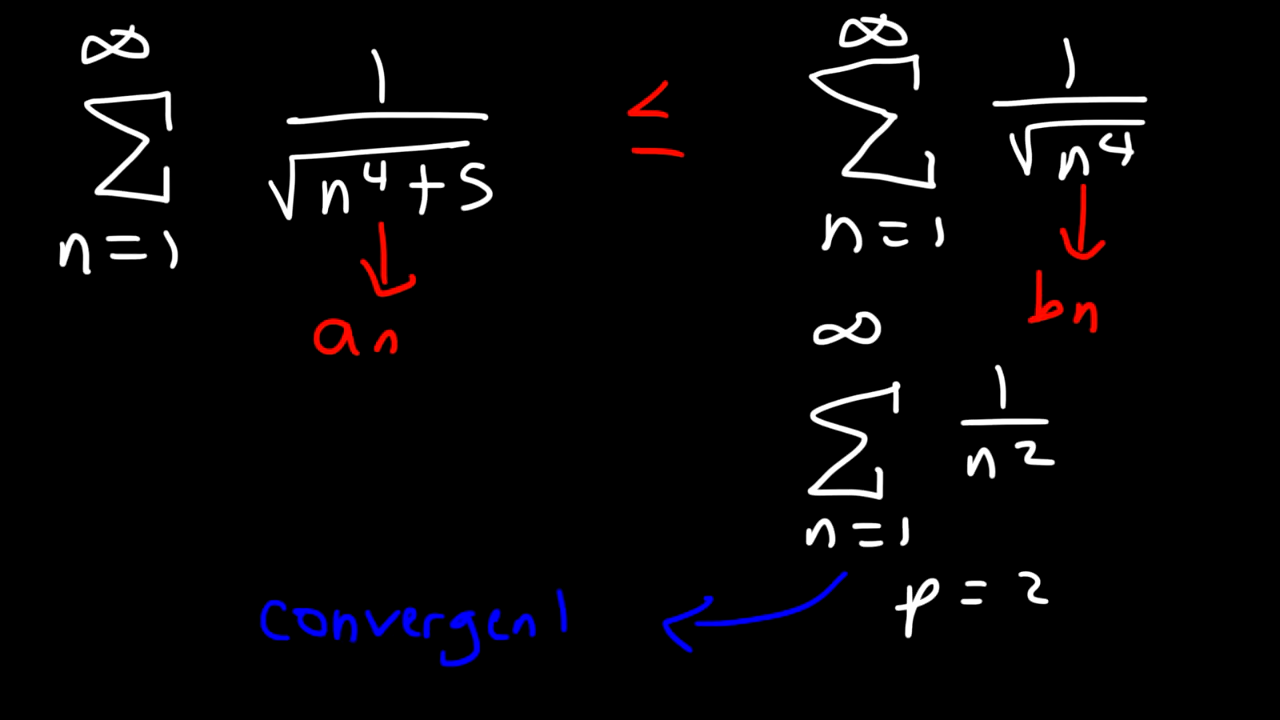 ∞ ∑ n=1 1/√(n⁴+5) ≤ ∞ ∑ n=1 1/√(n⁴)
an
bn
∞ ∑ n=1 1/n²
p = 2
convergent